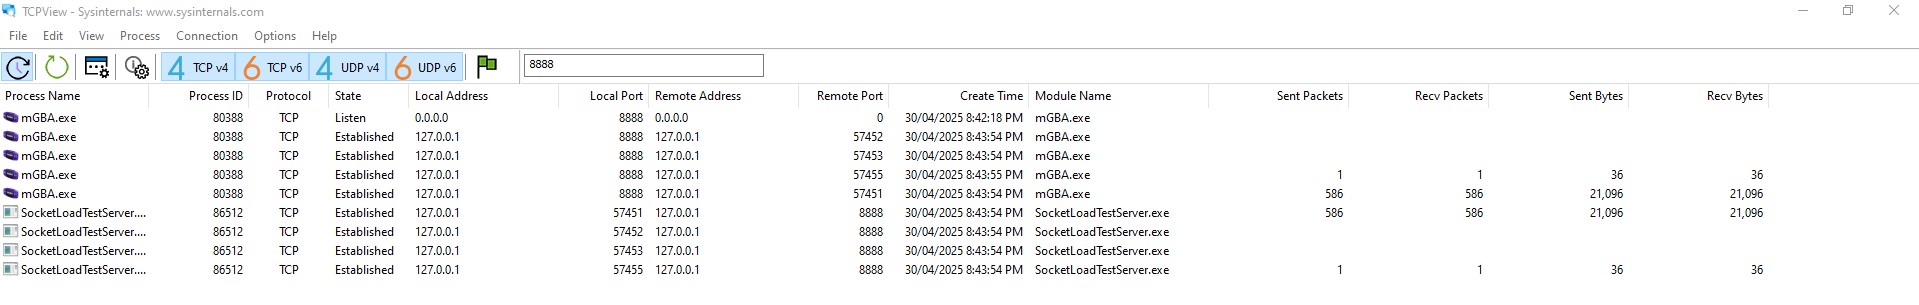 TCPView - Sysinternals: www.sysinternals.com
File Edit View Process Connection Options Help
4 TCP v4 6 TCP v6 4 UDP v4 6 UDP v6 8888
Process Name Process ID Protocol State Local Address Local Port Remote Address Remote Port Create Time Module Name Sent Packets Recv Packets Sent Bytes Recv Bytes
mGBA.exe 80388 TCP Listen 0.0.0.0 8888 0.0.0.0 0 30/04/2025 8:42:18 PM mGBA.exe
mGBA.exe 80388 TCP Established 127.0.0.1 8888 127.0.0.1 57452 30/04/2025 8:43:54 PM mGBA.exe
mGBA.exe 80388 TCP Established 127.0.0.1 8888 127.0.0.1 57453 30/04/2025 8:43:54 PM mGBA.exe
mGBA.exe 80388 TCP Established 127.0.0.1 8888 127.0.0.1 57455 30/04/2025 8:43:55 PM mGBA.exe 1 1 36 36
mGBA.exe 80388 TCP Established 127.0.0.1 8888 127.0.0.1 57451 30/04/2025 8:43:54 PM mGBA.exe 586 586 21,096 21,096
SocketLoadTestServer.... 86512 TCP Established 127.0.0.1 57451 127.0.0.1 8888 30/04/2025 8:43:54 PM SocketLoadTestServer.exe 586 586 21,096 21,096
SocketLoadTestServer.... 86512 TCP Established 127.0.0.1 57452 127.0.0.1 8888 30/04/2025 8:43:54 PM SocketLoadTestServer.exe
SocketLoadTestServer.... 86512 TCP Established 127.0.0.1 57453 127.0.0.1 8888 30/04/2025 8:43:54 PM SocketLoadTestServer.exe
SocketLoadTestServer.... 86512 TCP Established 127.0.0.1 57455 127.0.0.1 8888 30/04/2025 8:43:54 PM SocketLoadTestServer.exe 1 1 36 36